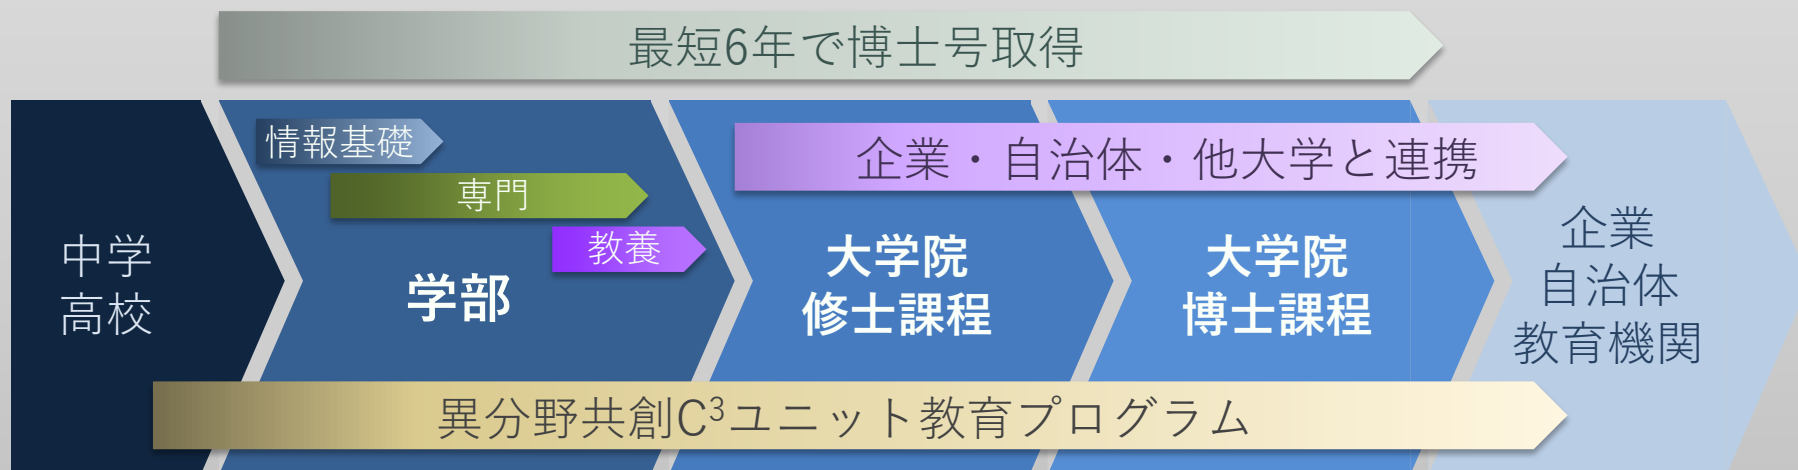 最短6年で博士号取得
情報基礎
専門
教養
企業・自治体・他大学と連携
中学
高校
学部
大学院
修士課程
大学院
博士課程
企業
自治体
教育機関
異分野共創C³ユニット教育プログラム